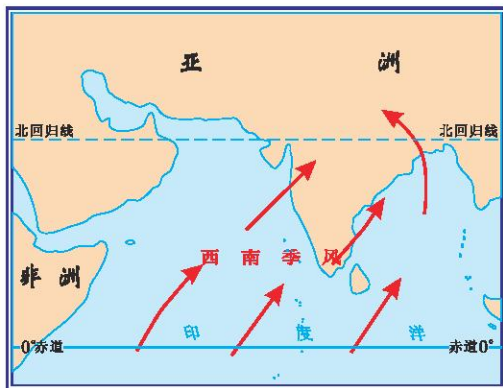 亚 洲
北回归线 北回归线
西 南 季 风
非 洲
印 度 洋
0°赤道 赤道0°